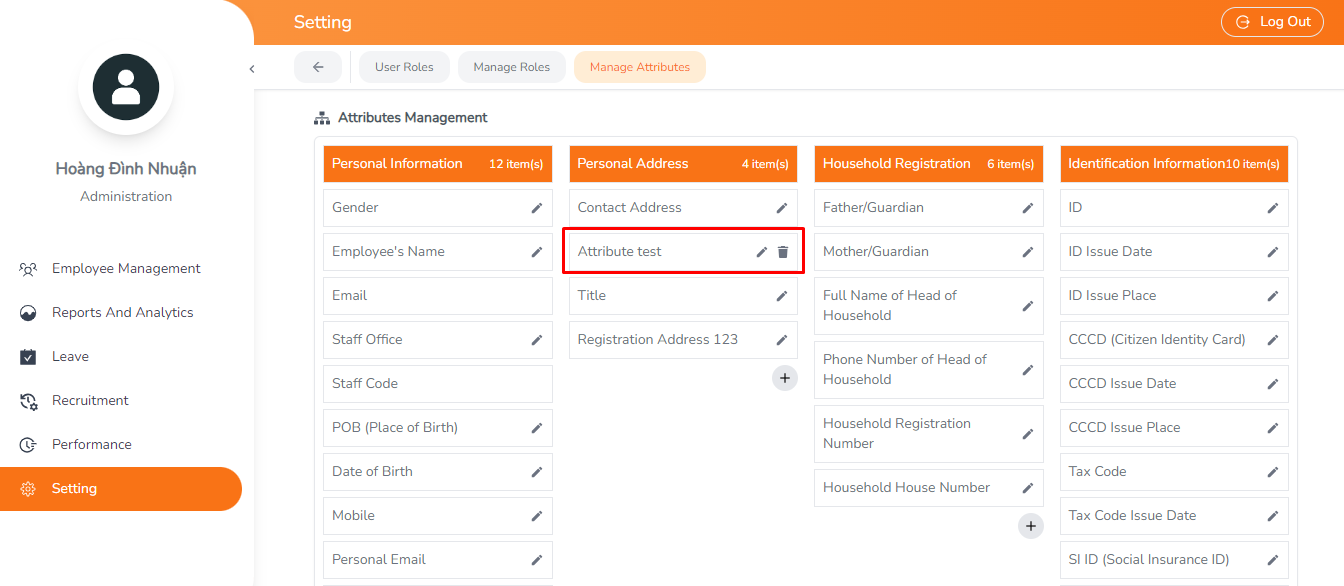 Setting
Log Out
User Roles
Manage Roles
Manage Attributes
Hoàng Đình Nhuận
Administration
Employee Management
Reports And Analytics
Leave
Recruitment
Performance
Setting
Attributes Management
Personal Information 12 item(s)
Gender
Employee's Name
Email
Staff Office
Staff Code
POB (Place of Birth)
Date of Birth
Mobile
Personal Email
Personal Address 4 item(s)
Contact Address
Attribute test
Title
Registration Address 123
Household Registration 6 item(s)
Father/Guardian
Mother/Guardian
Full Name of Head of
Household
Phone Number of Head of
Household
Household Registration
Number
Household House Number
Identification Information 10 item(s)
ID
ID Issue Date
ID Issue Place
CCCD (Citizen Identity Card)
CCCD Issue Date
CCCD Issue Place
Tax Code
Tax Code Issue Date
SI ID (Social Insurance ID)